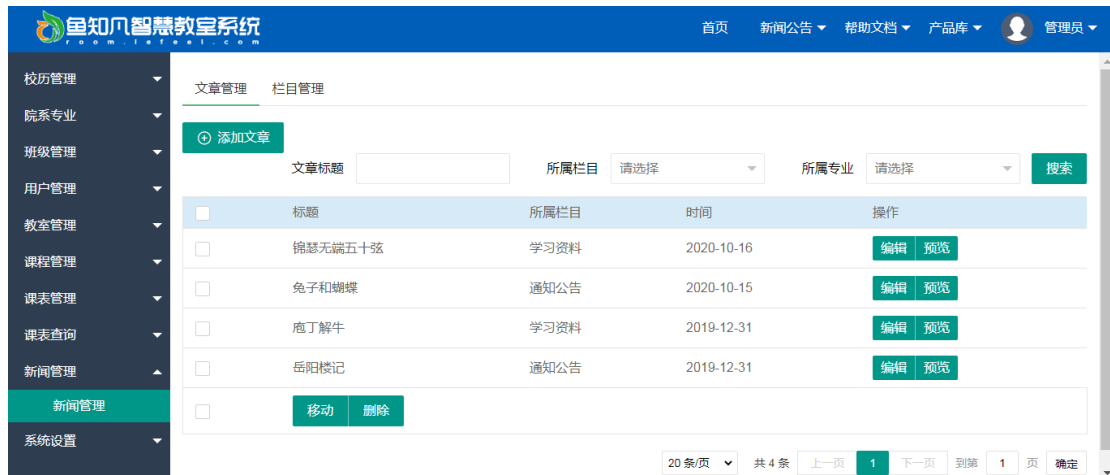 鱼知凡智慧教室系统
room.lefeel.com
首页 新闻公告 帮助文档 产品库 管理员
校历管理
院系专业
班级管理
用户管理
教室管理
课程管理
课表管理
课表查询
新闻管理
新闻管理
系统设置
文章管理 栏目管理
添加文章
文章标题 所属栏目 请选择 所属专业 请选择 搜索
标题 所属栏目 时间 操作
锦瑟无端五十弦 学习资料 2020-10-16 编辑 预览
兔子和蝴蝶 通知公告 2020-10-15 编辑 预览
庖丁解牛 学习资料 2019-12-31 编辑 预览
岳阳楼记 通知公告 2019-12-31 编辑 预览
移动 删除
20 条/页 共 4 条 上一页 1 下一页 到第 1 页 确定